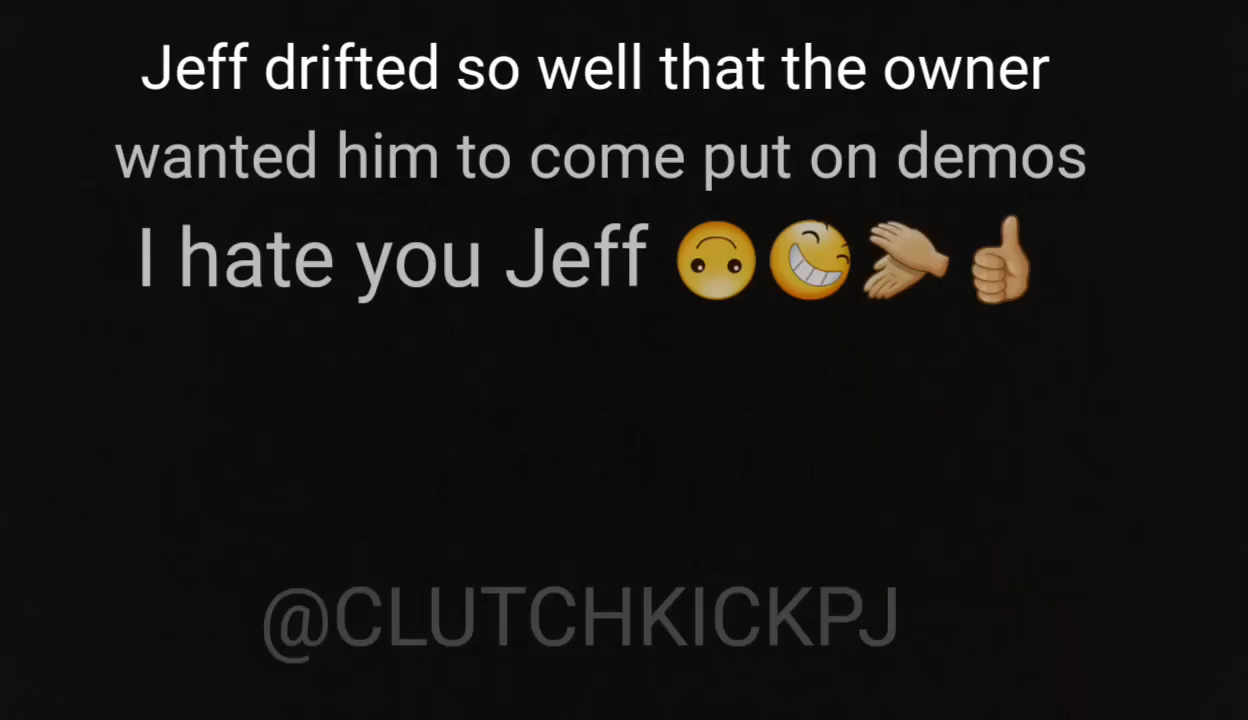 Jeff drifted so well that the owner
wanted him to come put on demos
I hate you Jeff 🙃😆👏👍
@CLUTCHKICKPJ